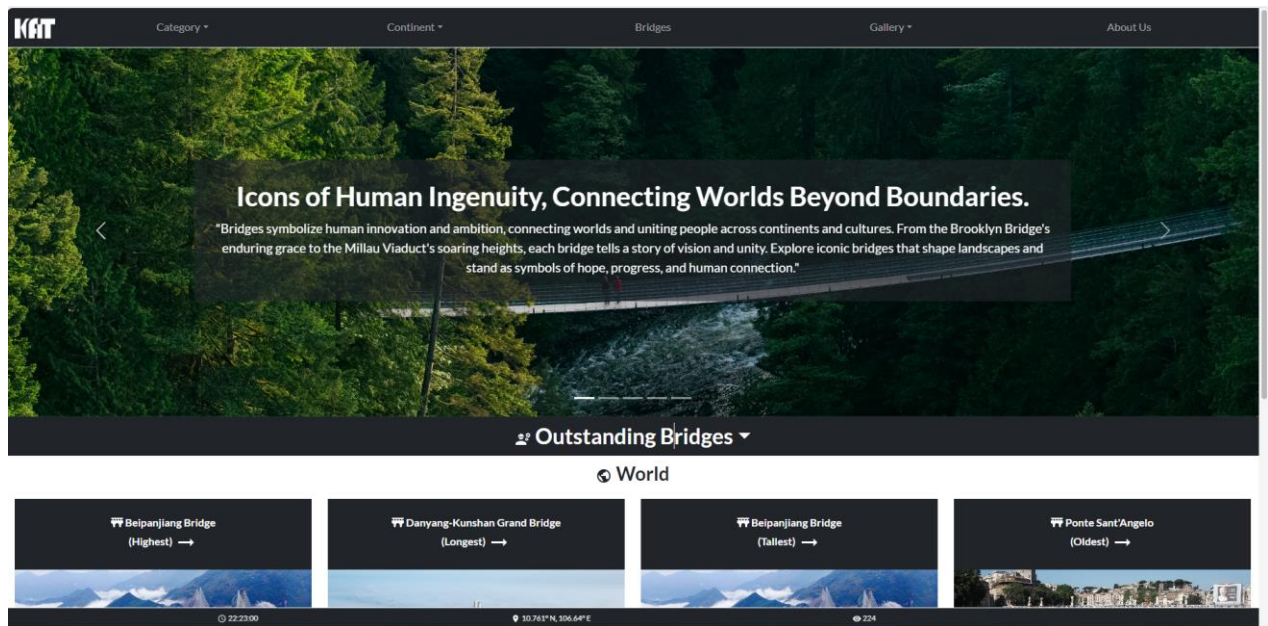 KAT
Category
Continent
Bridges
Gallery
About Us
Icons of Human Ingenuity, Connecting Worlds Beyond Boundaries.
"Bridges symbolize human innovation and ambition, connecting worlds and uniting people across continents and cultures. From the Brooklyn Bridge's
enduring grace to the Millau Viaduct's soaring heights, each bridge tells a story of vision and unity. Explore iconic bridges that shape landscapes and
stand as symbols of hope, progress, and human connection."
Outstanding Bridges
World
Beipanjiang Bridge
(Highest)
Danyang-Kunshan Grand Bridge
(Longest)
Beipanjiang Bridge
(Tallest)
Ponte Sant'Angelo
(Oldest)
22:23:00
10.761° N, 106.64° E
224